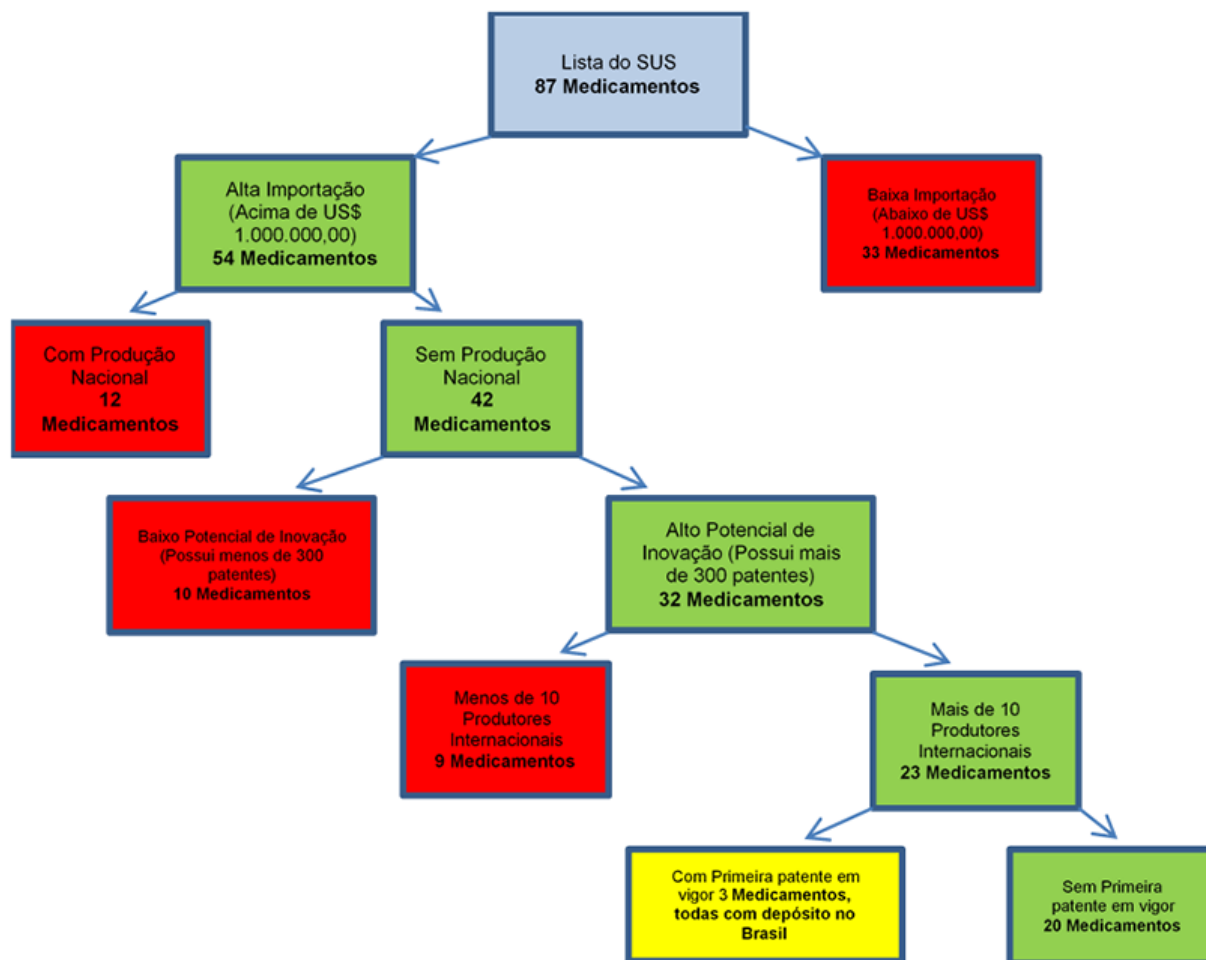 Lista do SUS
87 Medicamentos
Alta Importação
(Acima de US$
1.000.000,00)
54 Medicamentos
Baixa Importação
(Abaixo de US$
1.000.000,00)
33 Medicamentos
Com Produção
Nacional
12
Medicamentos
Sem Produção
Nacional
42
Medicamentos
Baixo Potencial de Inovação
(Possui menos de 300
patentes)
10 Medicamentos
Alto Potencial de
Inovação (Possui mais
de 300 patentes)
32 Medicamentos
Menos de 10
Produtores
Internacionais
9 Medicamentos
Mais de 10
Produtores
Internacionais
23 Medicamentos
Com Primeira patente em
vigor 3 Medicamentos,
todas com depósito no
Brasil
Sem Primeira
patente em vigor
20 Medicamentos